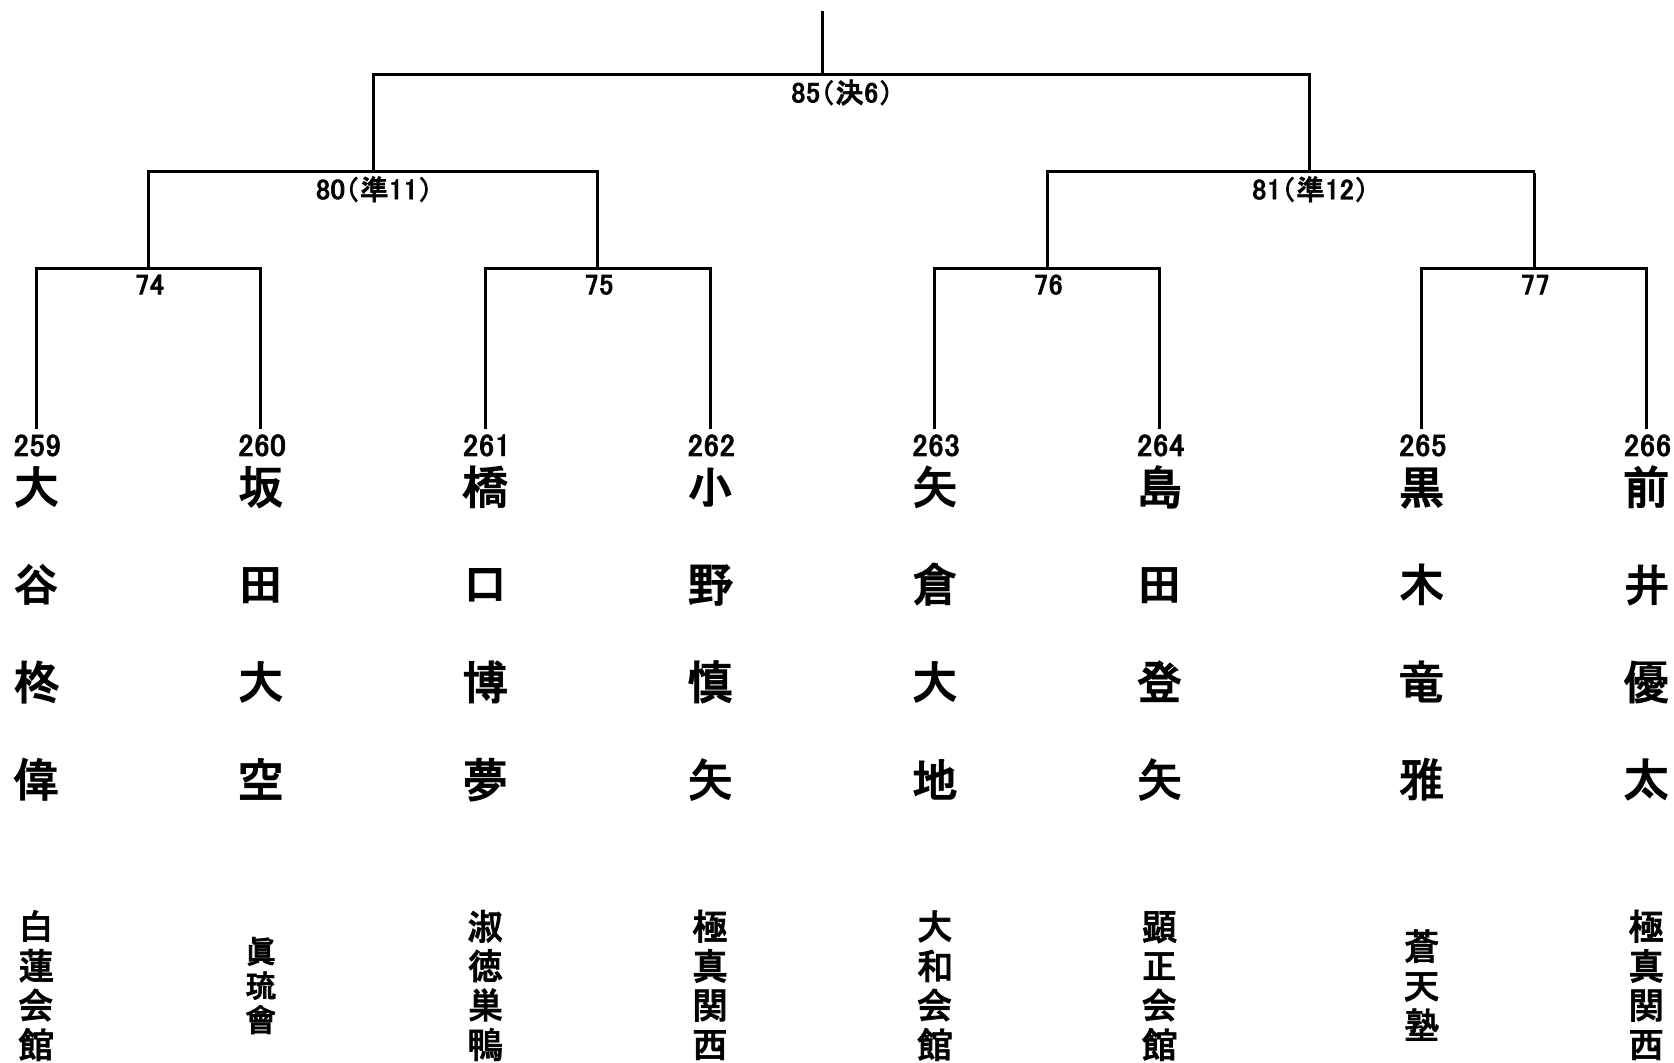 85(決6)
80(準11)
81(準12)
74
75
76
77
259
大谷柊偉
白蓮会館
260
坂田大空
眞琉會
261
橋口博夢
淑徳巣鴨
262
小野慎矢
極真関西
263
矢倉大地
大和会館
264
島田登矢
顕正会館
265
黒木竜雅
蒼天塾
266
前井優太
極真関西